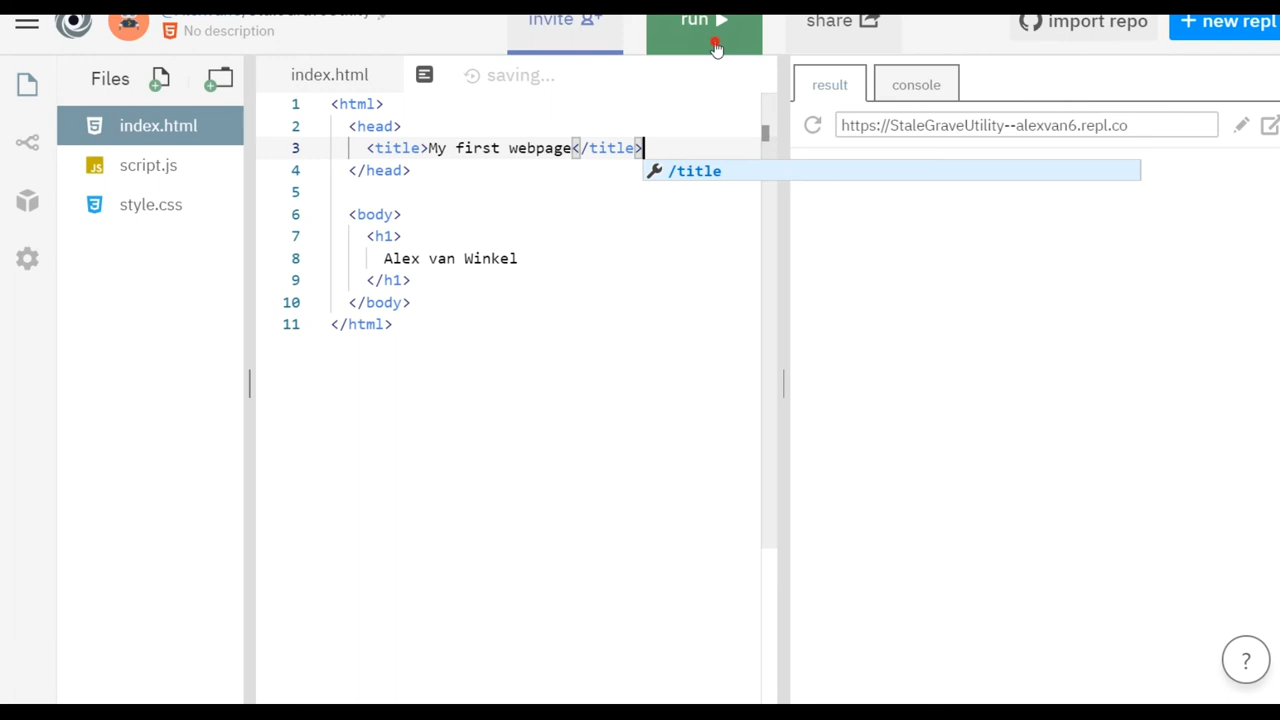 invite
run
share
import repo
+ new repl
No description
Files
index.html
saving...
result
console
index.html
script.js
style.css
https://StaleGraveUtility--alexvan6.repl.co
1 <html>
2 <head>
3 <title>My first webpage</title>
/title
4 </head>
5
6 <body>
7 <h1>
8 Alex van Winkel
9 </h1>
10 </body>
11 </html>
JS
?